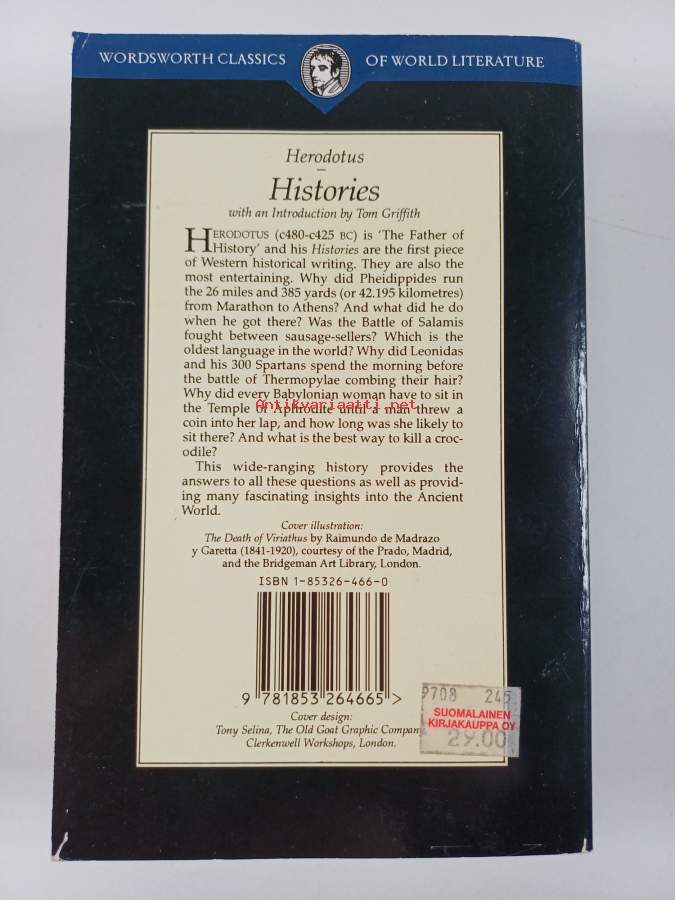 WORDSWORTH CLASSICS OF WORLD LITERATURE
Herodotus
Histories
with an Introduction by Tom Griffith
HERODOTUS (c480-c425 BC) is 'The Father of
History' and his Histories are the first piece
of Western historical writing. They are also the
most entertaining. Why did Pheidippides run
the 26 miles and 385 yards (or 42.195 kilometres)
from Marathon to Athens? And what did he do
when he got there? Was the Battle of Salamis
fought between sausage-sellers? Which is the
oldest language in the world? Why did Leonidas
and his 300 Spartans spend the morning before
the battle of Thermopylae combing their hair?
Why did every Babylonian woman have to sit in
the Temple of Aphrodite until a man threw a
Antikvariaatti.net
coin into her lap, and how long was she likely to
sit there? And what is the best way to kill a croc-
odile?
This wide-ranging history provides the
answers to all these questions as well as provid-
ing many fascinating insights into the Ancient
World.
Cover illustration:
The Death of Viriathus by Raimundo de Madrazo
y Garetta (1841-1920), courtesy of the Prado, Madrid,
and the Bridgeman Art Library, London.
ISBN 1-85326-466-0
9 781853 264665 >
Cover design:
Tony Selina, The Old Goat Graphic Company
Clerkenwell Workshops, London.
9708 245
SUOMALAINEN
KIRJAKAUPPA OY
29.00